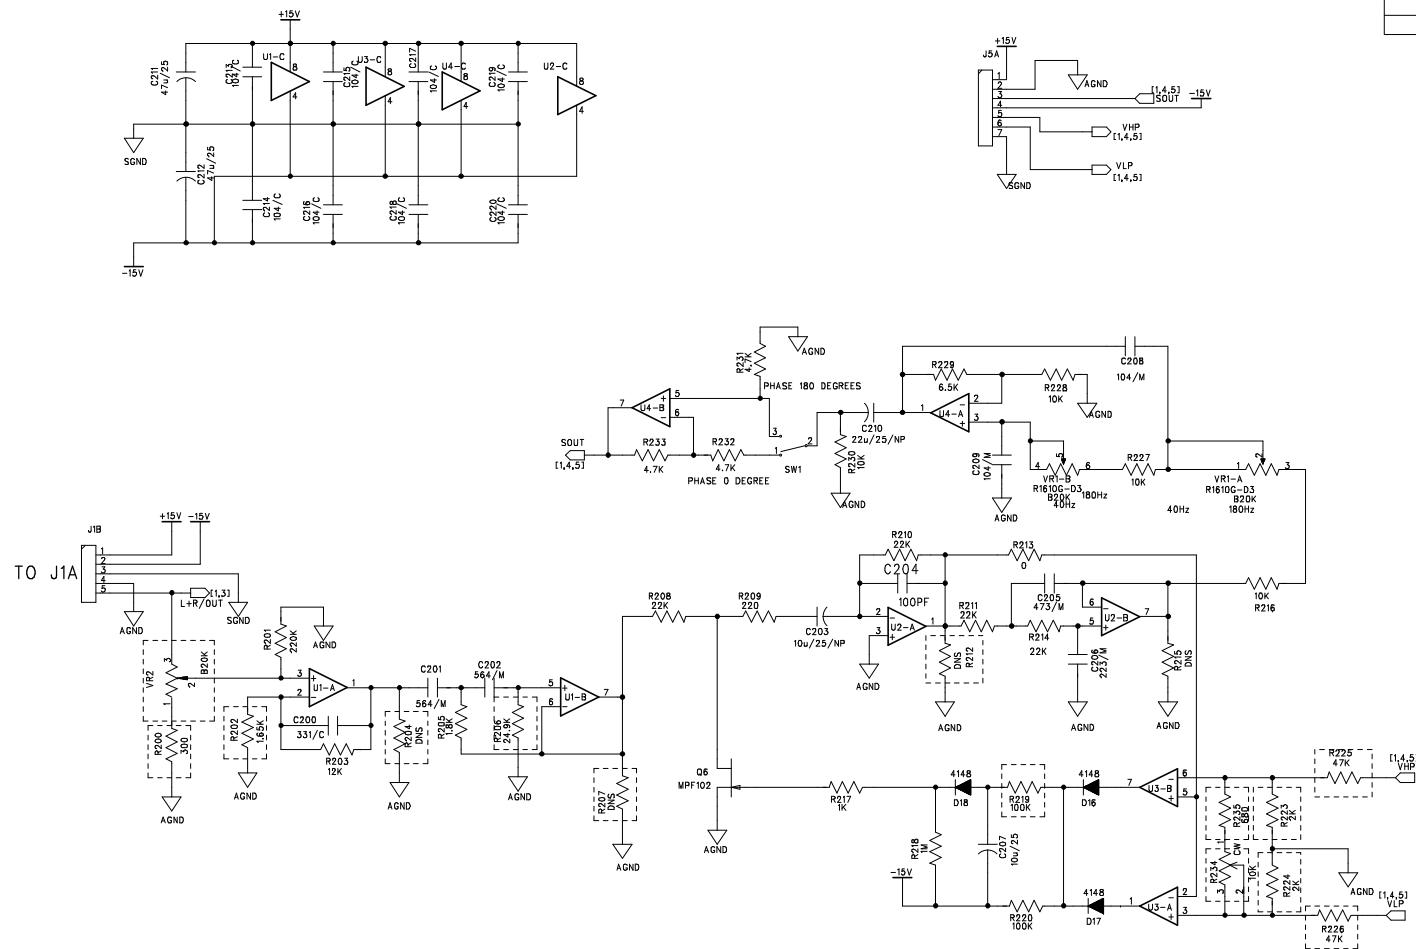 +15V
C211
47u/25
C213
104/C
U1-C
8
4
C215
104/C
U3-C
8
4
C217
104/C
U4-C
8
4
C219
104/C
U2-C
8
4
SGND
C212
47u/25
C214
104/C
C216
104/C
C218
104/C
C220
104/C
-15V
+15V
J5A
1
2
3
4
5
6
7
AGND
[1,4,5]
SOUT
-15V
VHP
[1,4,5]
VLP
[1,4,5]
SGND
R231
4.7K
AGND
PHASE 180 DEGREES
7
U4-B
+
5
-
6
SOUT
[1,4,5]
R233
4.7K
R232
4.7K
PHASE 0 DEGREE
3
1
2
SW1
R230
10K
AGND
C210
22u/25/NP
R229
6.5K
1
U4-A
-
2
+
3
R228
10K
AGND
C208
104/M
C209
104/M
AGND
4
5
6
VR1-B
R1610G-D3
B20K
40Hz
180Hz
R227
10K
40Hz
1
2
3
VR1-A
R1610G-D3
B20K
180Hz
TO J1A
J1B
+15V
-15V
1
2
3
4
5
[1,3]
L+R/OUT
AGND
SGND
VR2
3
2
1
B20K
R200
300
AGND
R201
220K
AGND
R202
1.65K
AGND
3
+
2
-
U1-A
1
C200
331/C
R203
12K
R204
DNS
AGND
C201
564/M
R205
1.8K
C202
564/M
R206
24.9K
AGND
5
+
6
-
U1-B
7
R207
DNS
AGND
R208
22K
R209
220
C203
10u/25/NP
Q6
MPF102
AGND
R210
22K
C204
100PF
2
-
3
+
U2-A
1
AGND
DNS
R212
AGND
R213
0
R211
22K
C205
473/M
R214
22K
C206
223/M
AGND
6
-
5
+
U2-B
7
R215
DNS
AGND
10K
R216
R217
1K
R218
1M
-15V
4148
D18
C207
10u/25
R219
100K
R220
100K
4148
D16
4148
D17
7
U3-B
-
6
+
5
1
U3-A
-
2
+
3
R235
680
R223
2K
R234
1
CW
2
3
10K
R224
2K
R225
47K
[1,4,5]
VHP
AGND
R226
47K
[1,4,5]
VLP